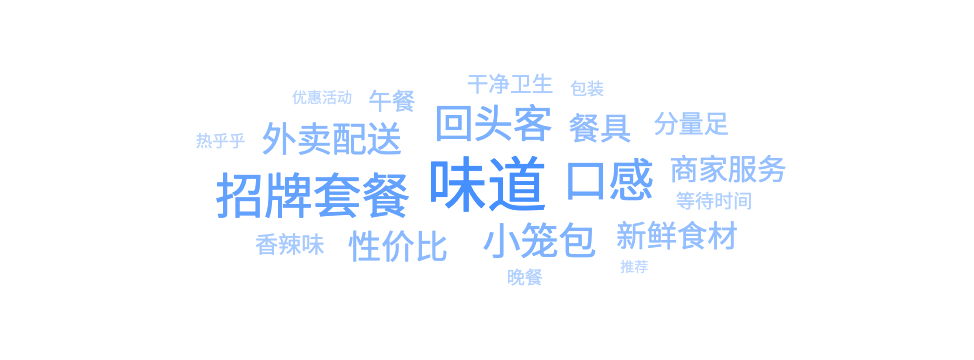 干净卫生
包装
优惠活动
午餐
回头客
餐具
分量足
热乎乎
外卖配送
味道
口感
商家服务
招牌套餐
等待时间
香辣味
性价比
小笼包
新鲜食材
晚餐
推荐